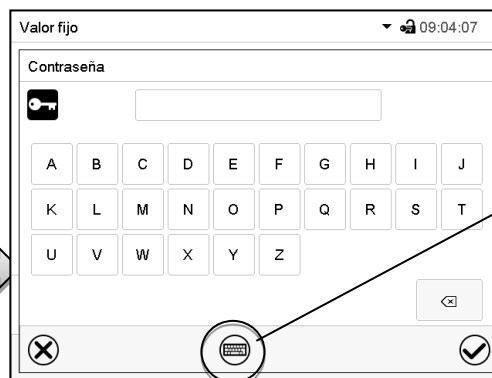 Valor fijo 09:04:07
Contraseña
A B C D E F G H I J
K L M N O P Q R S T
U V W X Y Z